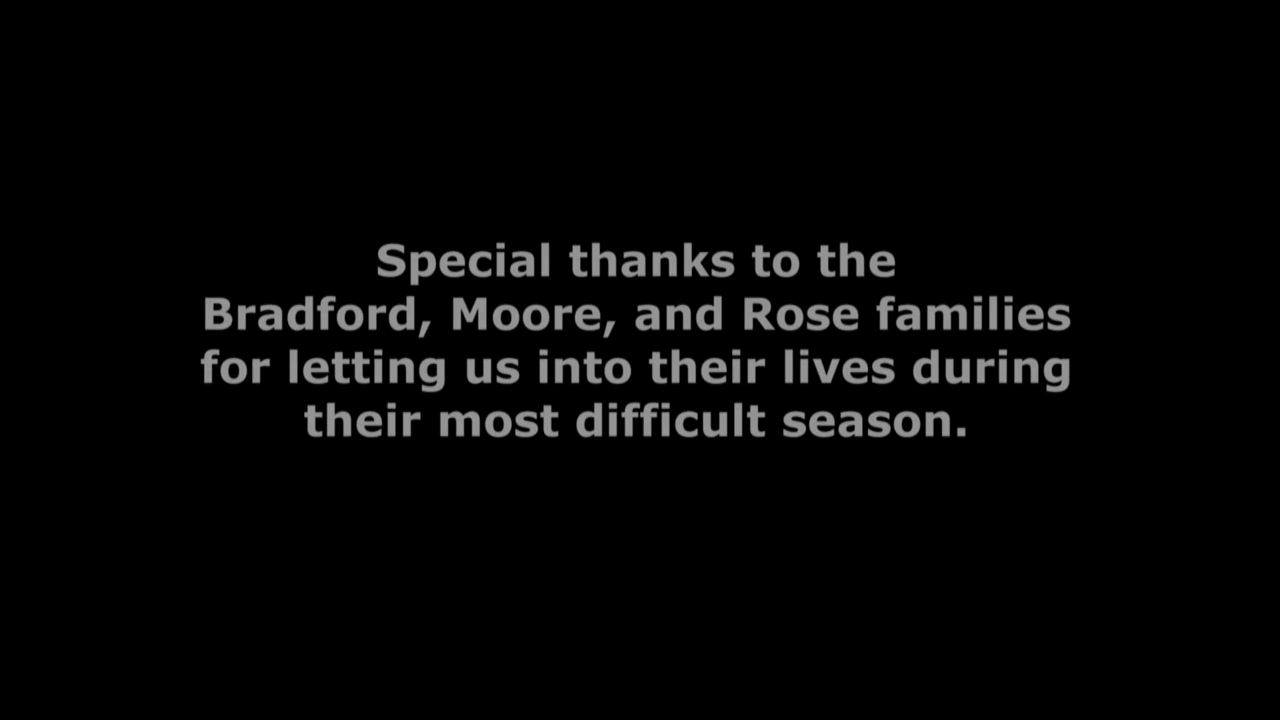 Special thanks to the
Bradford, Moore, and Rose families
for letting us into their lives during
their most difficult season.